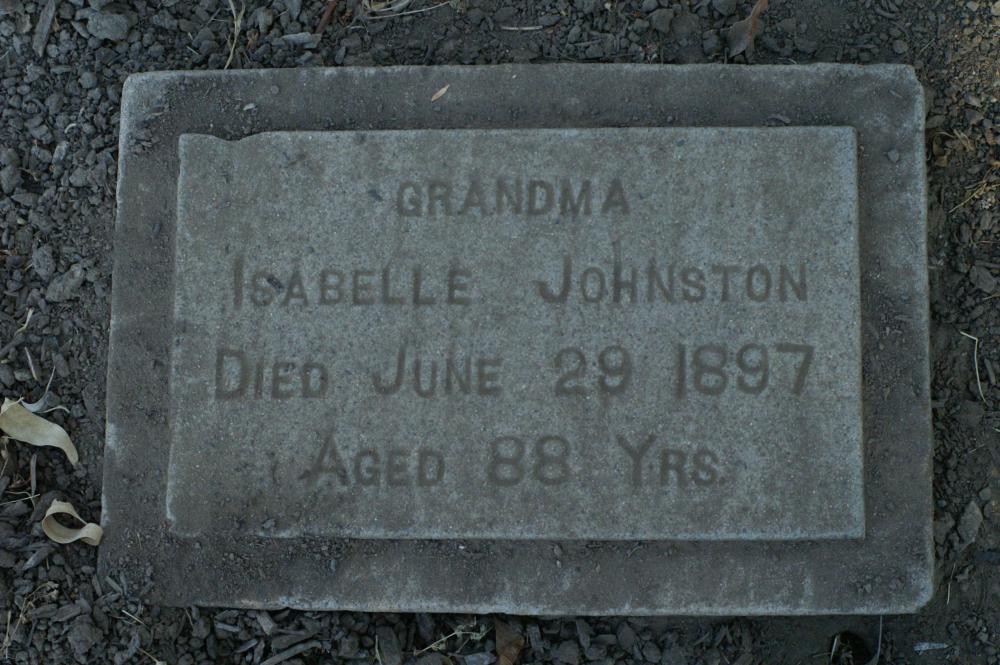 GRANDMA
ISABELLE JOHNSTON
DIED JUNE 29 1897
AGED 88 YRS.